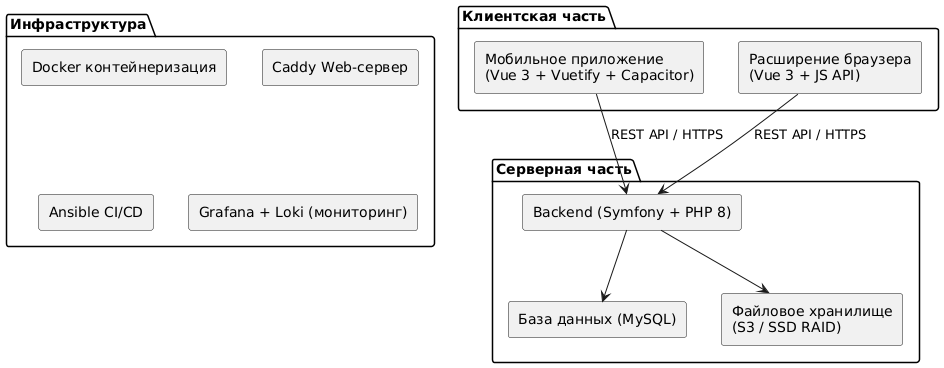 Инфраструктура
Docker контейнеризация
Caddy Web-сервер
Ansible CI/CD
Grafana + Loki (мониторинг)
Клиентская часть
Мобильное приложение
(Vue 3 + Vuetify + Capacitor)
Расширение браузера
(Vue 3 + JS API)
REST API / HTTPS
REST API / HTTPS
Серверная часть
Backend (Symfony + PHP 8)
База данных (MySQL)
Файловое хранилище
(S3 / SSD RAID)